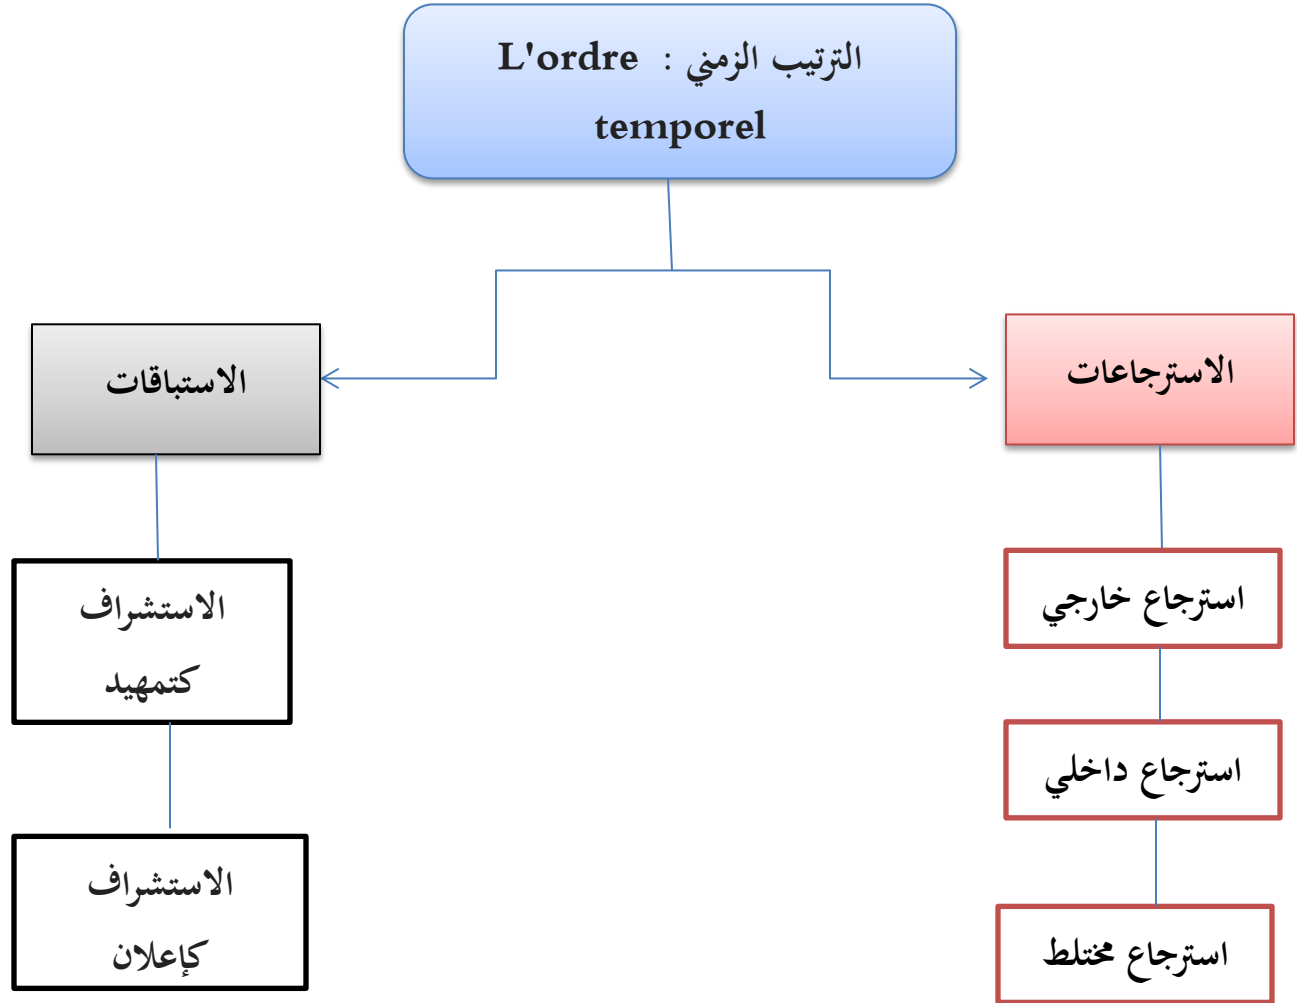 الترتيب الزمني : L'ordre
temporel
الاسترجاعات
الاستباقات
استرجاع خارجي
الاستشراف
كتمهيد
استرجاع داخلي
الاستشراف
كإعلان
استرجاع مختلط